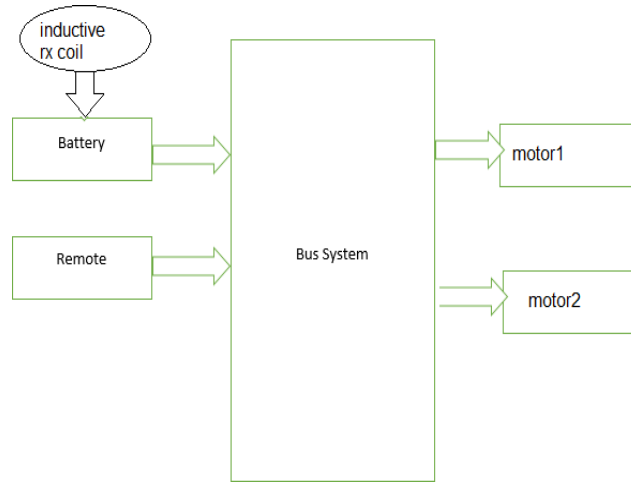 inductive
rx coil
Battery
Remote
Bus System
motor1
motor2